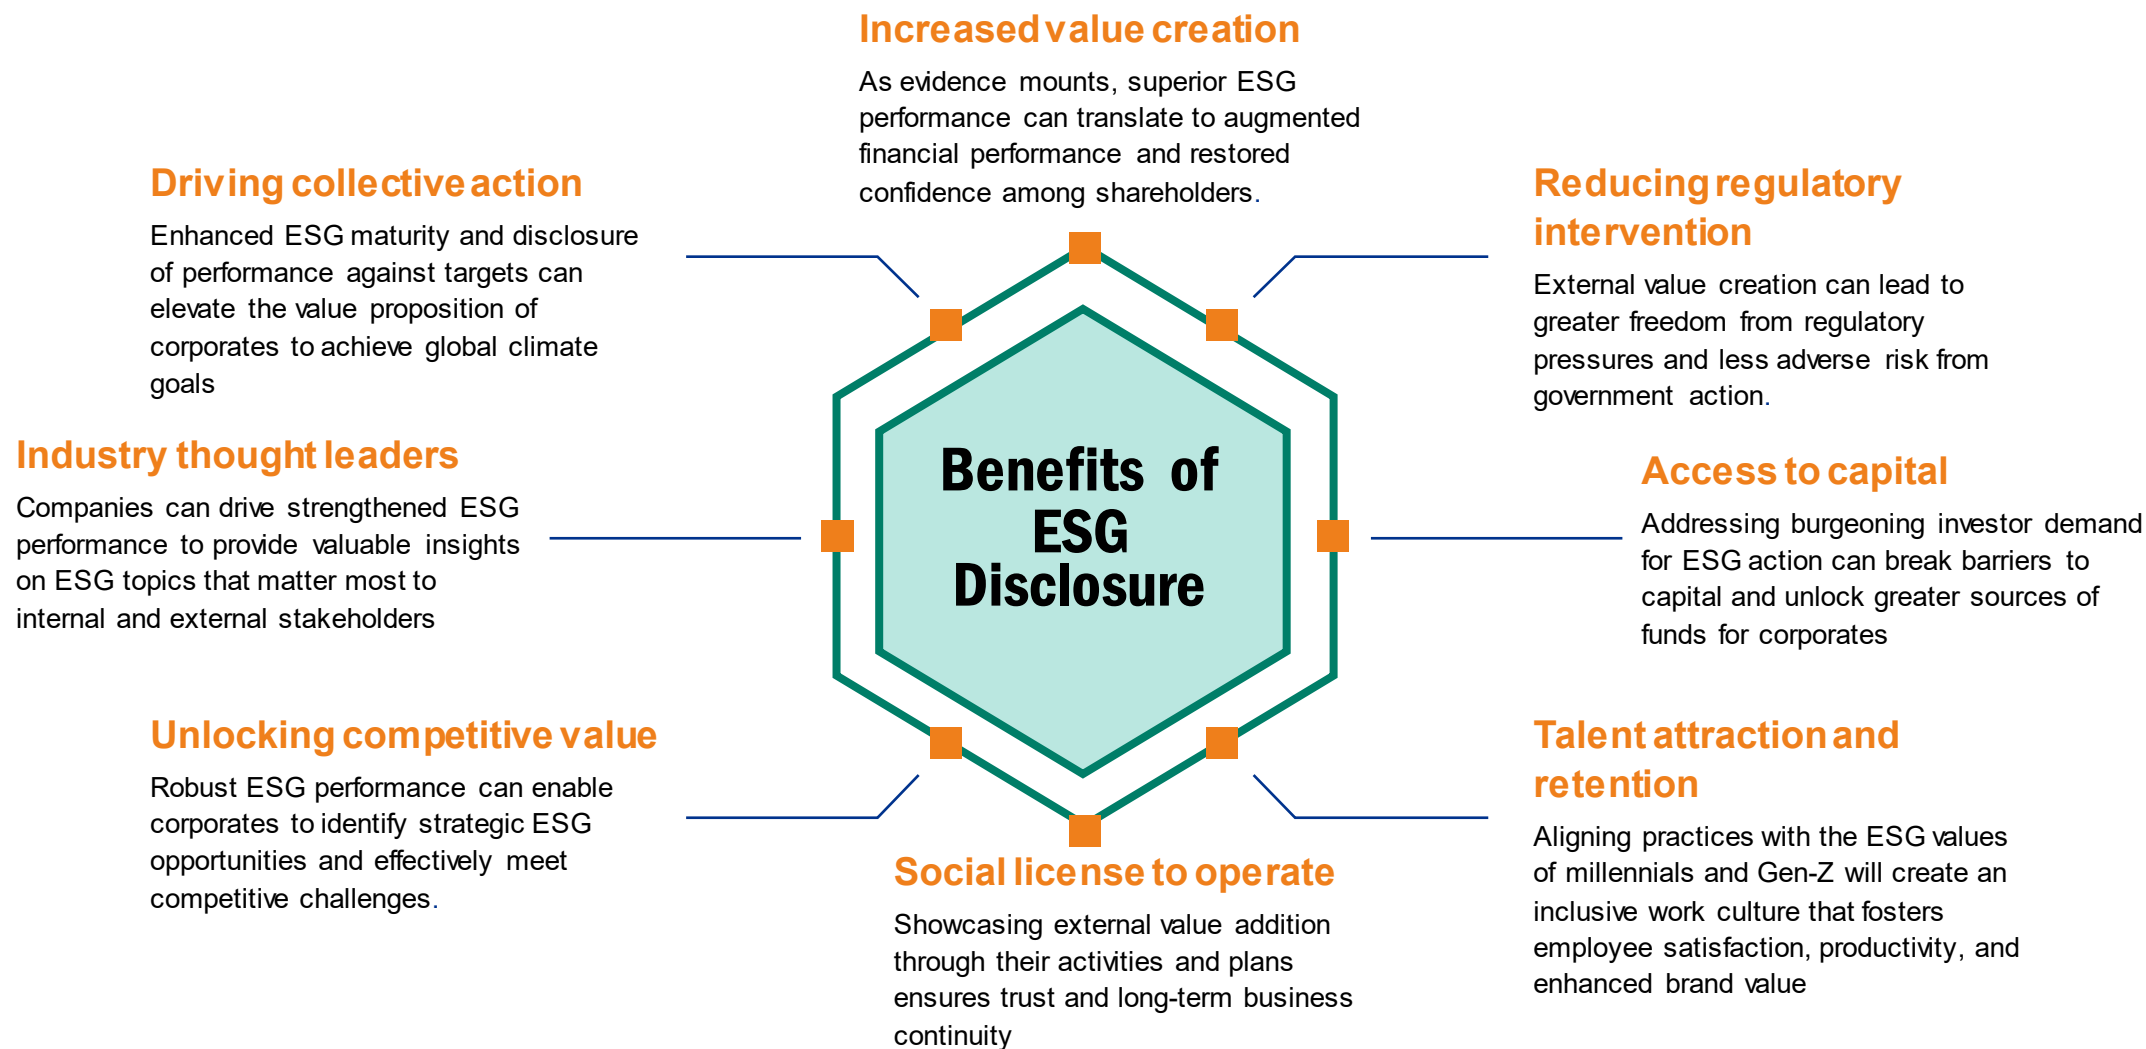 Increased value creation
As evidence mounts, superior ESG
performance can translate to augmented
financial performance and restored
confidence among shareholders.
Driving collective action
Enhanced ESG maturity and disclosure
of performance against targets can
elevate the value proposition of
corporates to achieve global climate
goals
Reducing regulatory
intervention
External value creation can lead to
greater freedom from regulatory
pressures and less adverse risk from
government action.
Industry thought leaders
Companies can drive strengthened ESG
performance to provide valuable insights
on ESG topics that matter most to
internal and external stakeholders
Benefits of
ESG
Disclosure
Access to capital
Addressing burgeoning investor demand
for ESG action can break barriers to
capital and unlock greater sources of
funds for corporates
Unlocking competitive value
Robust ESG performance can enable
corporates to identify strategic ESG
opportunities and effectively meet
competitive challenges.
Talent attraction and
retention
Aligning practices with the ESG values
of millennials and Gen-Z will create an
inclusive work culture that fosters
employee satisfaction, productivity, and
enhanced brand value
Social license to operate
Showcasing external value addition
through their activities and plans
ensures trust and long-term business
continuity